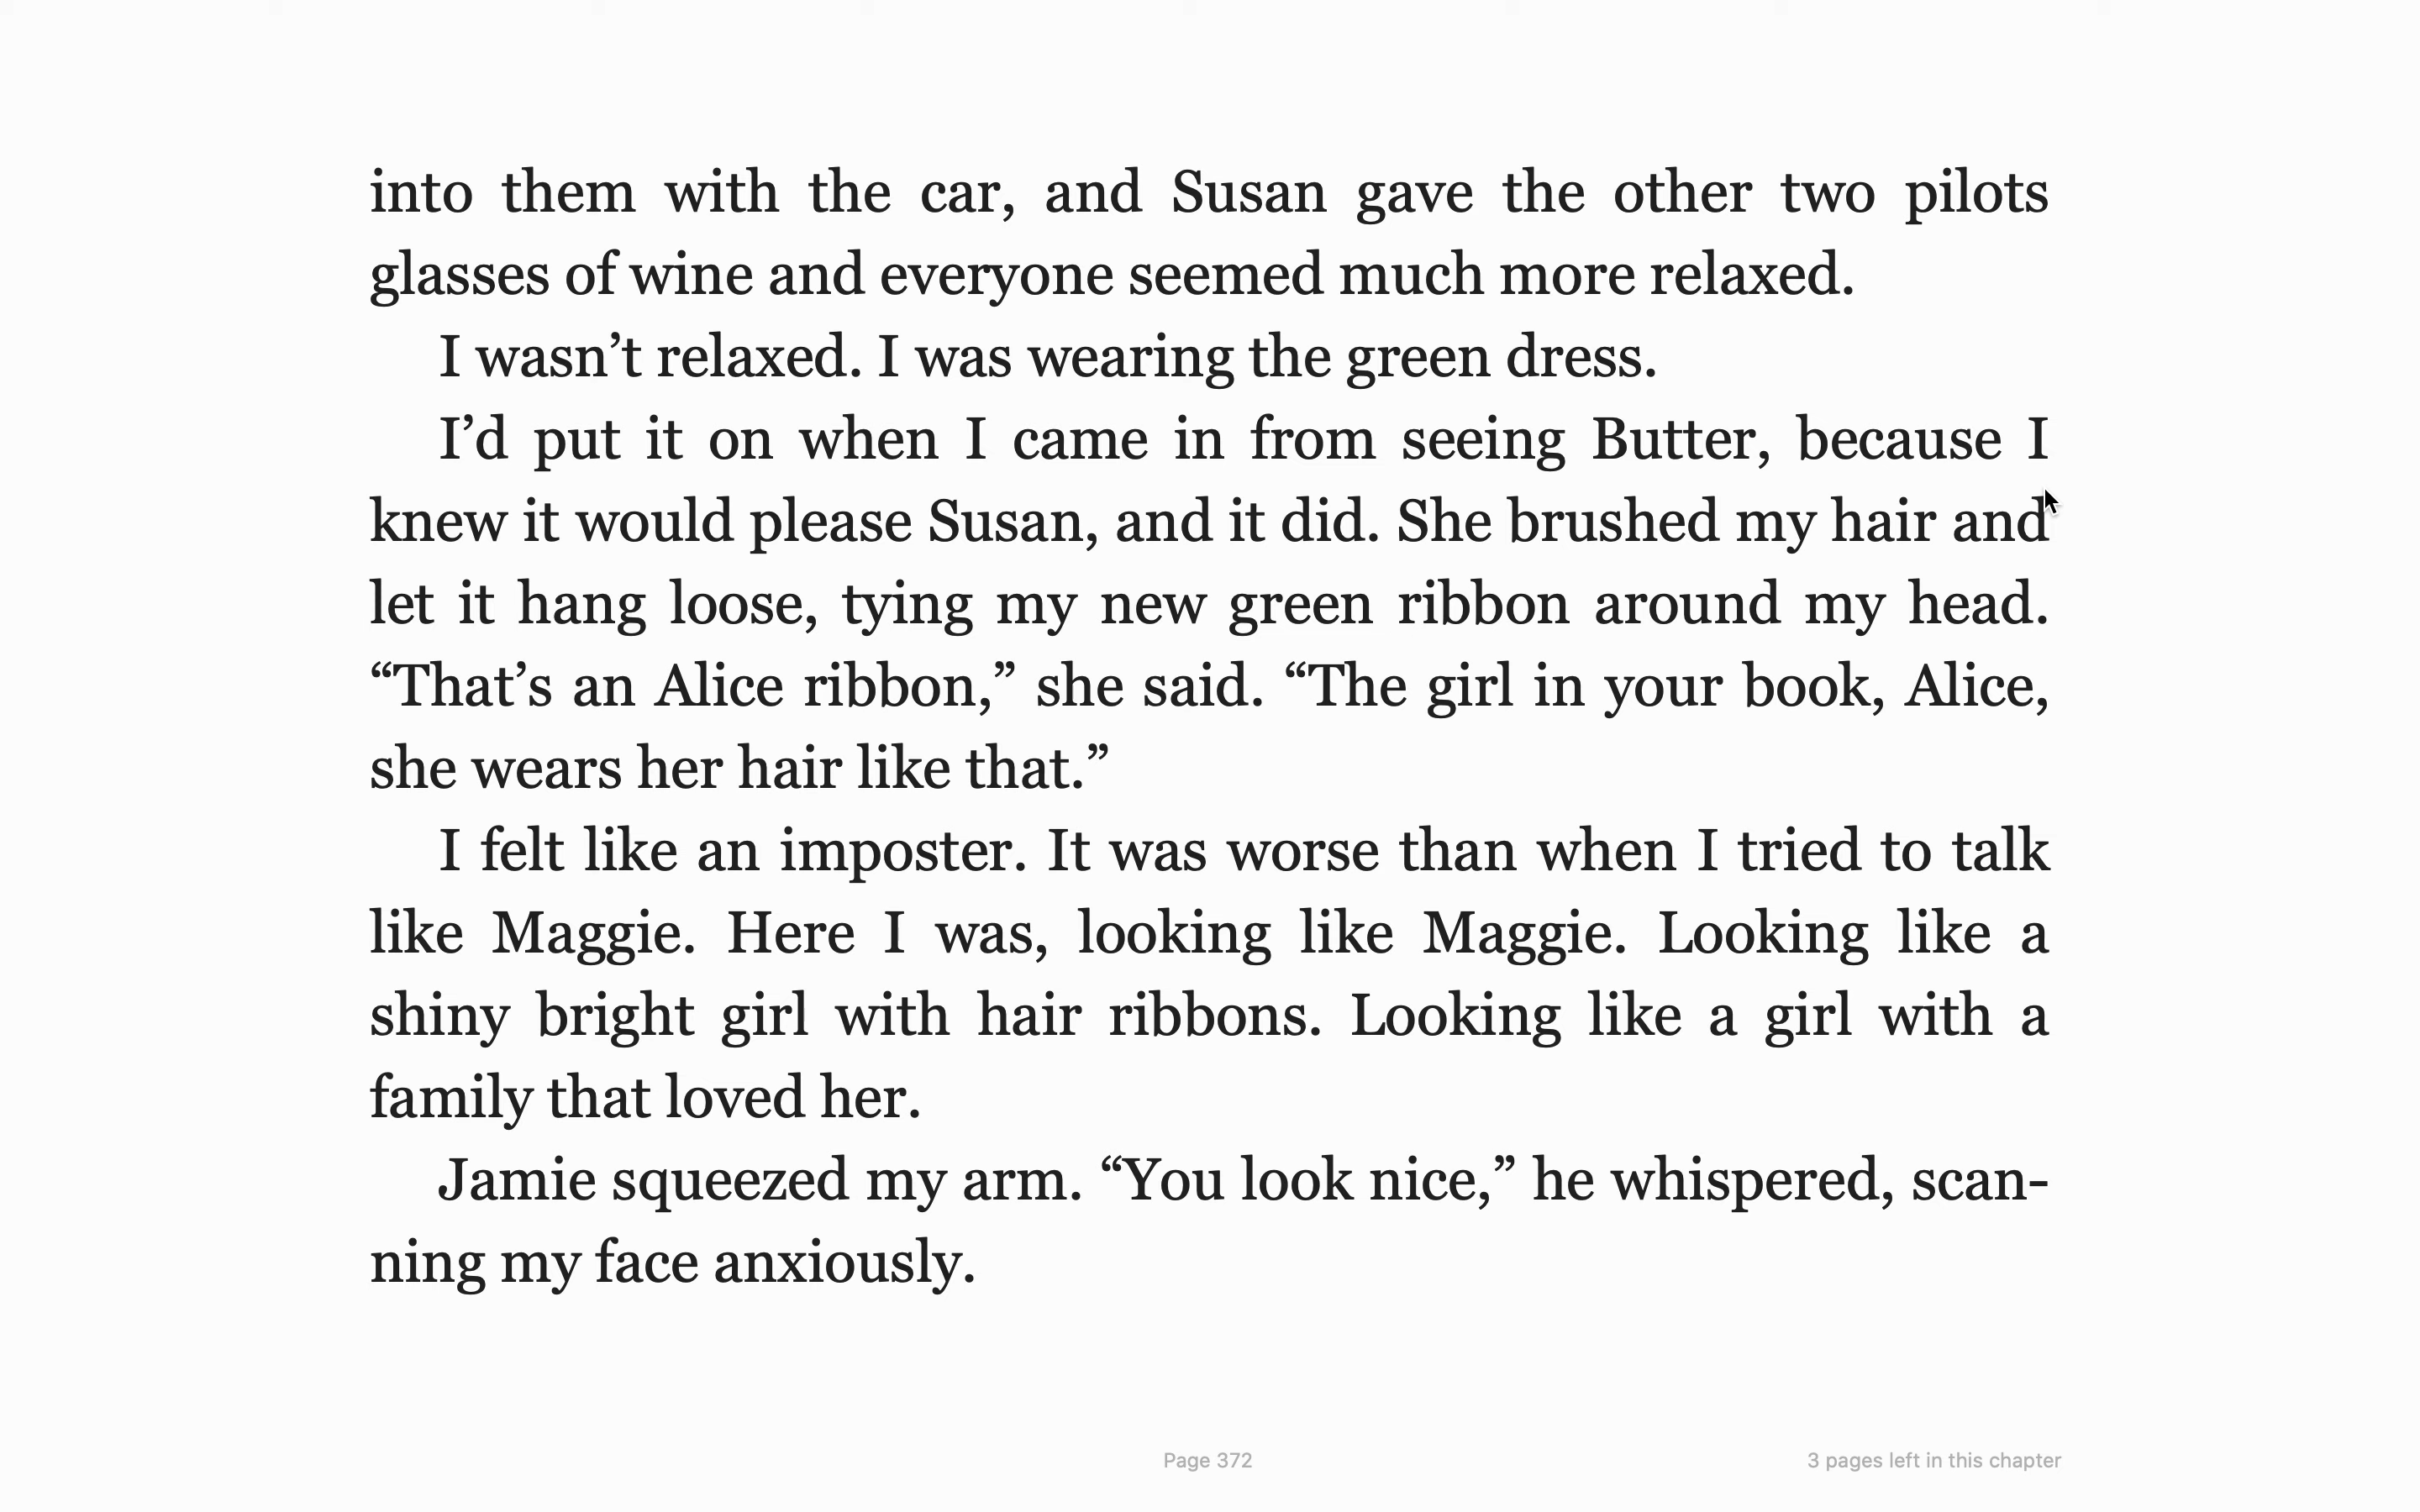 into them with the car, and Susan gave the other two pilots
glasses of wine and everyone seemed much more relaxed.
I wasn’t relaxed. I was wearing the green dress.
I’d put it on when I came in from seeing Butter, because I
knew it would please Susan, and it did. She brushed my hair and
let it hang loose, tying my new green ribbon around my head.
“That’s an Alice ribbon,” she said. “The girl in your book, Alice,
she wears her hair like that.”
I felt like an imposter. It was worse than when I tried to talk
like Maggie. Here I was, looking like Maggie. Looking like a
shiny bright girl with hair ribbons. Looking like a girl with a
family that loved her.
Jamie squeezed my arm. “You look nice,” he whispered, scan-
ning my face anxiously.
Page 372
3 pages left in this chapter